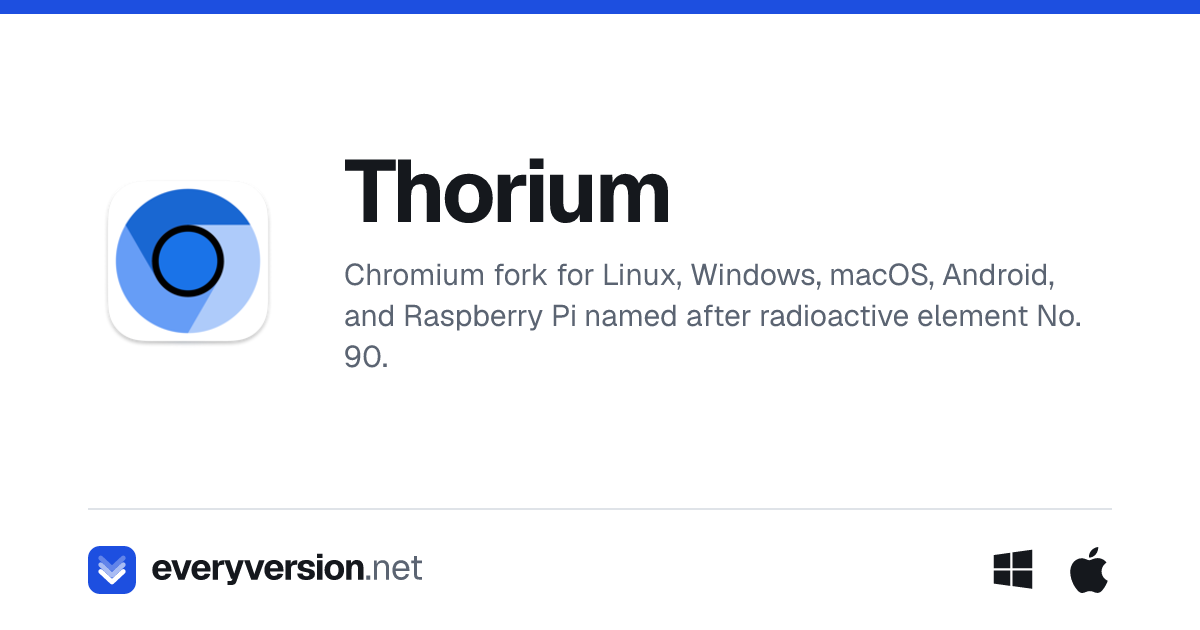 Thorium
Chromium fork for Linux, Windows, macOS, Android,
and Raspberry Pi named after radioactive element No.
90.
everyversion.net